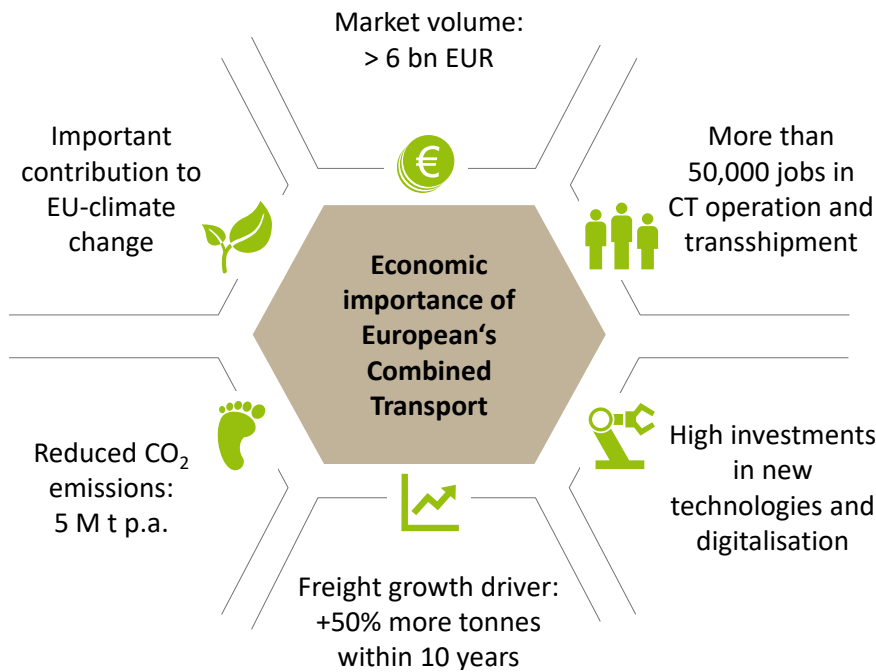 Market volume:
> 6 bn EUR
Important
contribution to
EU-climate
change
More than
50,000 jobs in
CT operation and
transshipment
€
Economic
importance of
European‘s
Combined
Transport
Reduced CO₂
emissions:
5 M t p.a.
High investments
in new
technologies and
digitalisation
Freight growth driver:
+50% more tonnes
within 10 years